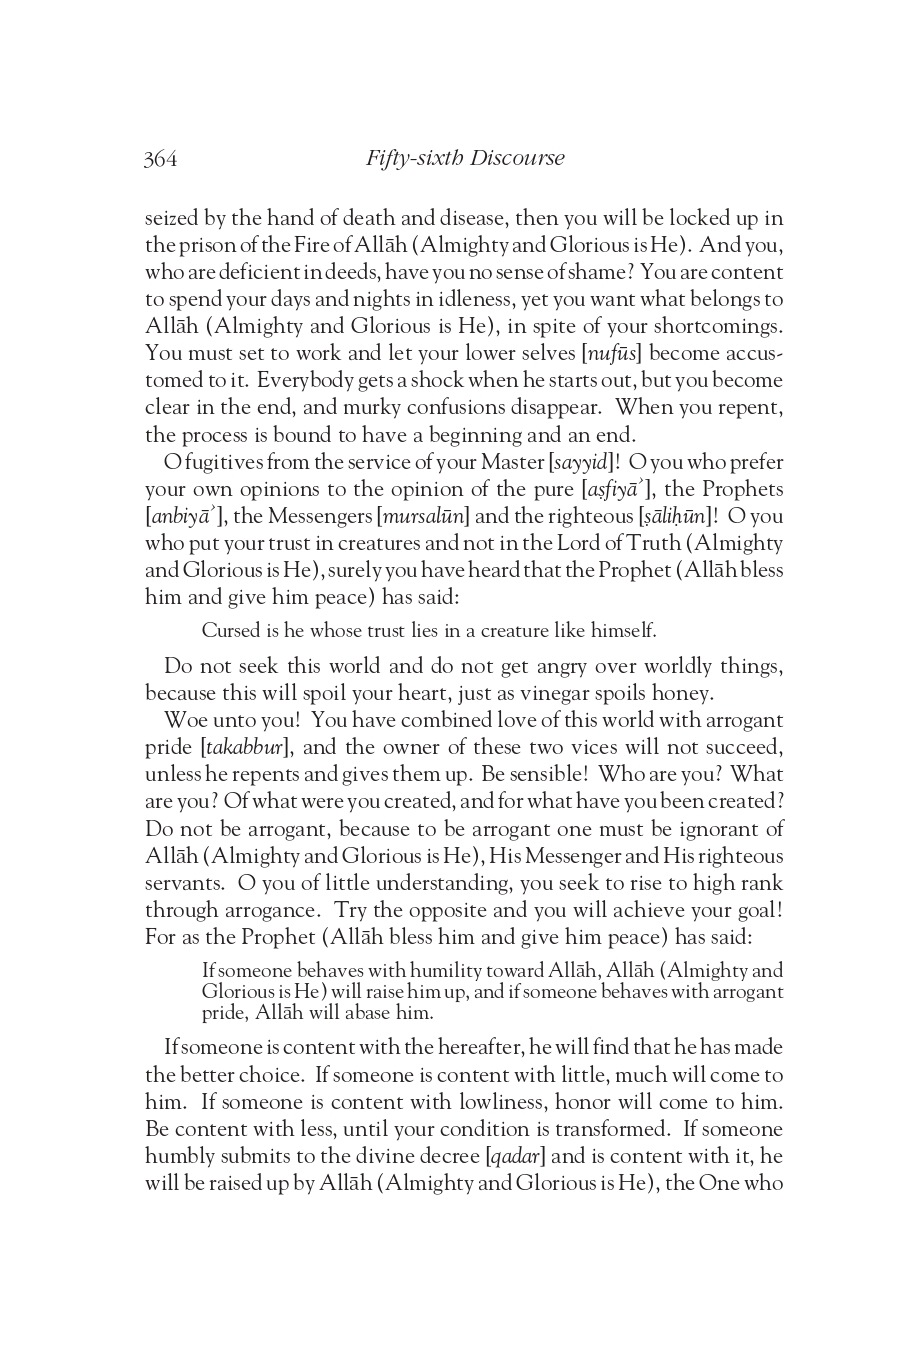 364
Fifty-sixth Discourse
seized by the hand of death and disease, then you will be locked up in
the prison of the Fire of Allāh (Almighty and Glorious is He). And you,
who are deficient in deeds, have you no sense of shame? You are content
to spend your days and nights in idleness, yet you want what belongs to
Allāh (Almighty and Glorious is He), in spite of your shortcomings.
You must set to work and let your lower selves [nufūs] become accus-
tomed to it. Everybody gets a shock when he starts out, but you become
clear in the end, and murky confusions disappear. When you repent,
the process is bound to have a beginning and an end.
O fugitives from the service of your Master [sayyid]! O you who prefer
your own opinions to the opinion of the pure [aṣfiyāʾ], the Prophets
[anbiyāʾ], the Messengers [mursalūn] and the righteous [ṣāliḥūn]! O you
who put your trust in creatures and not in the Lord of Truth (Almighty
and Glorious is He), surely you have heard that the Prophet (Allāh bless
him and give him peace) has said:
Cursed is he whose trust lies in a creature like himself.
Do not seek this world and do not get angry over worldly things,
because this will spoil your heart, just as vinegar spoils honey.
Woe unto you! You have combined love of this world with arrogant
pride [takabbur], and the owner of these two vices will not succeed,
unless he repents and gives them up. Be sensible! Who are you? What
are you? Of what were you created, and for what have you been created?
Do not be arrogant, because to be arrogant one must be ignorant of
Allāh (Almighty and Glorious is He), His Messenger and His righteous
servants. O you of little understanding, you seek to rise to high rank
through arrogance. Try the opposite and you will achieve your goal!
For as the Prophet (Allāh bless him and give him peace) has said:
If someone behaves with humility toward Allāh, Allāh (Almighty and
Glorious is He) will raise him up, and if someone behaves with arrogant
pride, Allāh will abase him.
If someone is content with the hereafter, he will find that he has made
the better choice. If someone is content with little, much will come to
him. If someone is content with lowliness, honor will come to him.
Be content with less, until your condition is transformed. If someone
humbly submits to the divine decree [qadar] and is content with it, he
will be raised up by Allāh (Almighty and Glorious is He), the One who